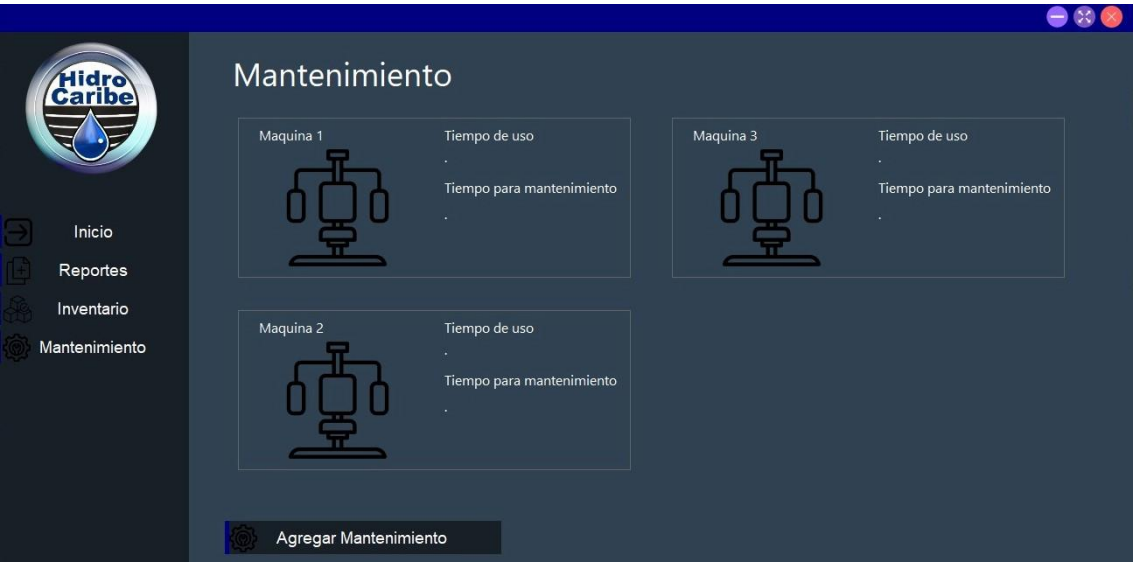 Hidro
Caribe
Inicio
Reportes
Inventario
Mantenimiento
Mantenimiento
Maquina 1
Tiempo de uso
.
Tiempo para mantenimiento
.
Maquina 3
Tiempo de uso
.
Tiempo para mantenimiento
.
Maquina 2
Tiempo de uso
.
Tiempo para mantenimiento
.
Agregar Mantenimiento